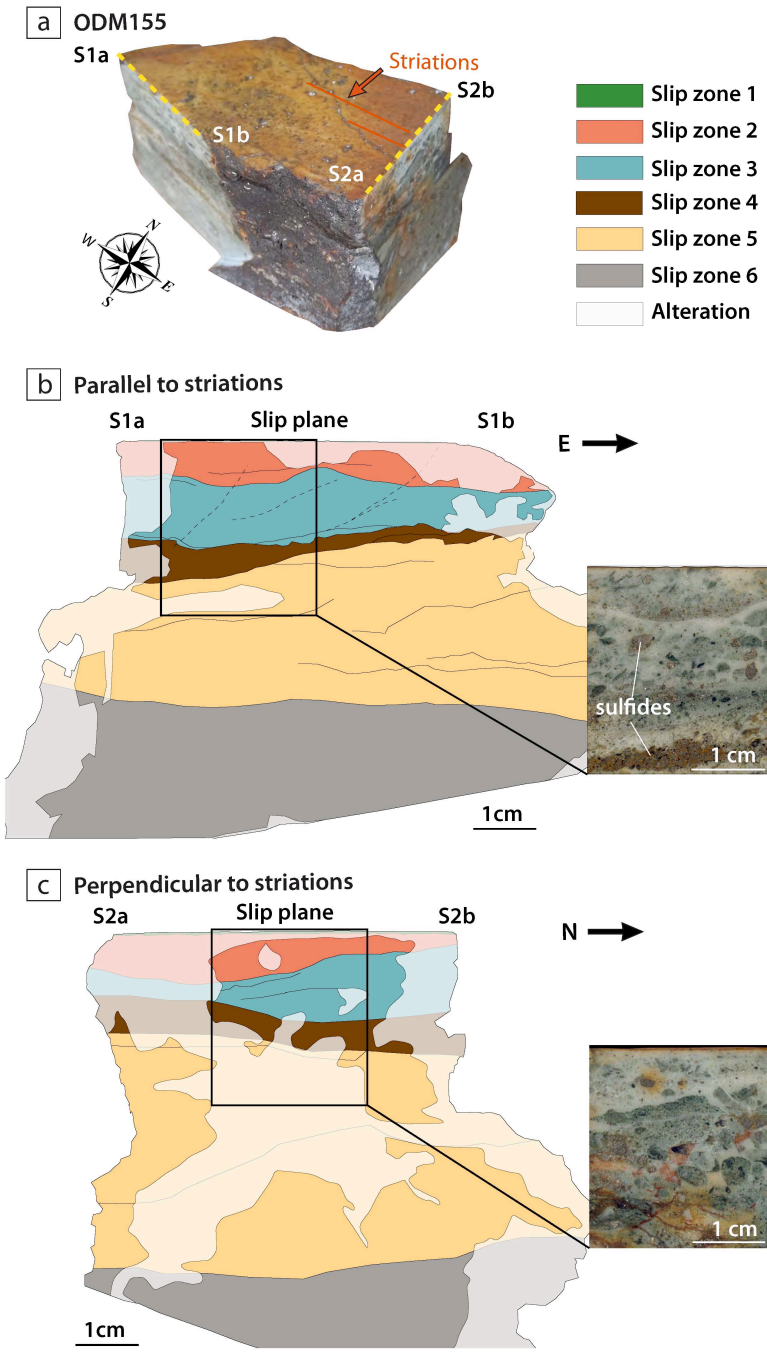 a ODM155
S1a
Striations
S2b
S1b
S2a
N
W
E
S
Slip zone 1
Slip zone 2
Slip zone 3
Slip zone 4
Slip zone 5
Slip zone 6
Alteration
b Parallel to striations
S1a Slip plane S1b
E
sulfides
1 cm
1cm
c Perpendicular to striations
S2a Slip plane S2b
N
1 cm
1cm